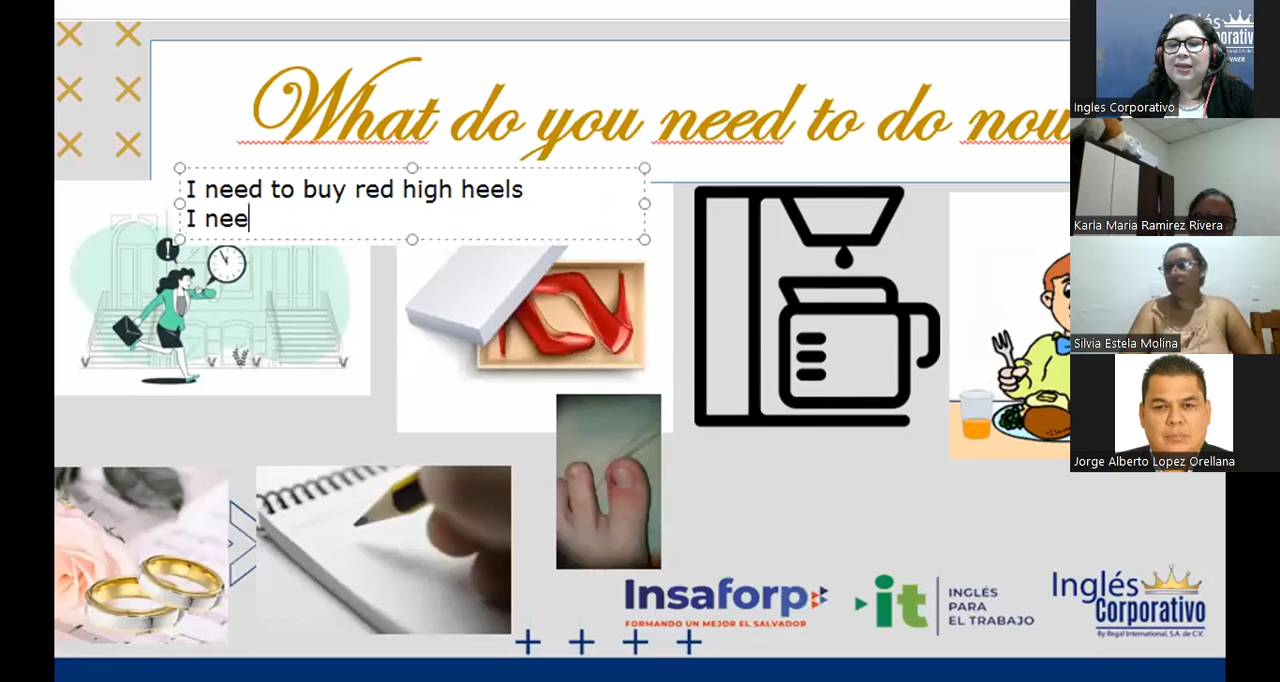 What do you need to do now
I need to buy red high heels
I nee
!
Insaforp
FORMANDO UN MEJOR EL SALVADOR
it
INGLÉS
PARA
EL TRABAJO
Inglés
Corporativo
By Regal International, S.A. de C.V.
Ingles Corporativo
Karla Maria Ramirez Rivera
Silvia Estela Molina
Jorge Alberto Lopez Orellana